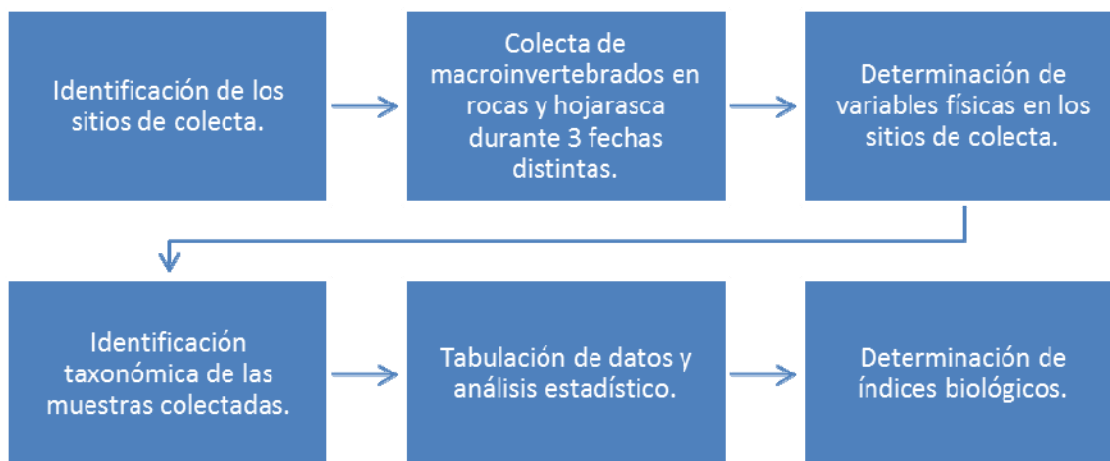 Identificación de los
sitios de colecta.
Colecta de
macroinvertebrados en
rocas y hojarasca
durante 3 fechas
distintas.
Determinación de
variables físicas en los
sitios de colecta.
Identificación
taxonómica de las
muestras colectadas.
Tabulación de datos y
análisis estadístico.
Determinación de
índices biológicos.